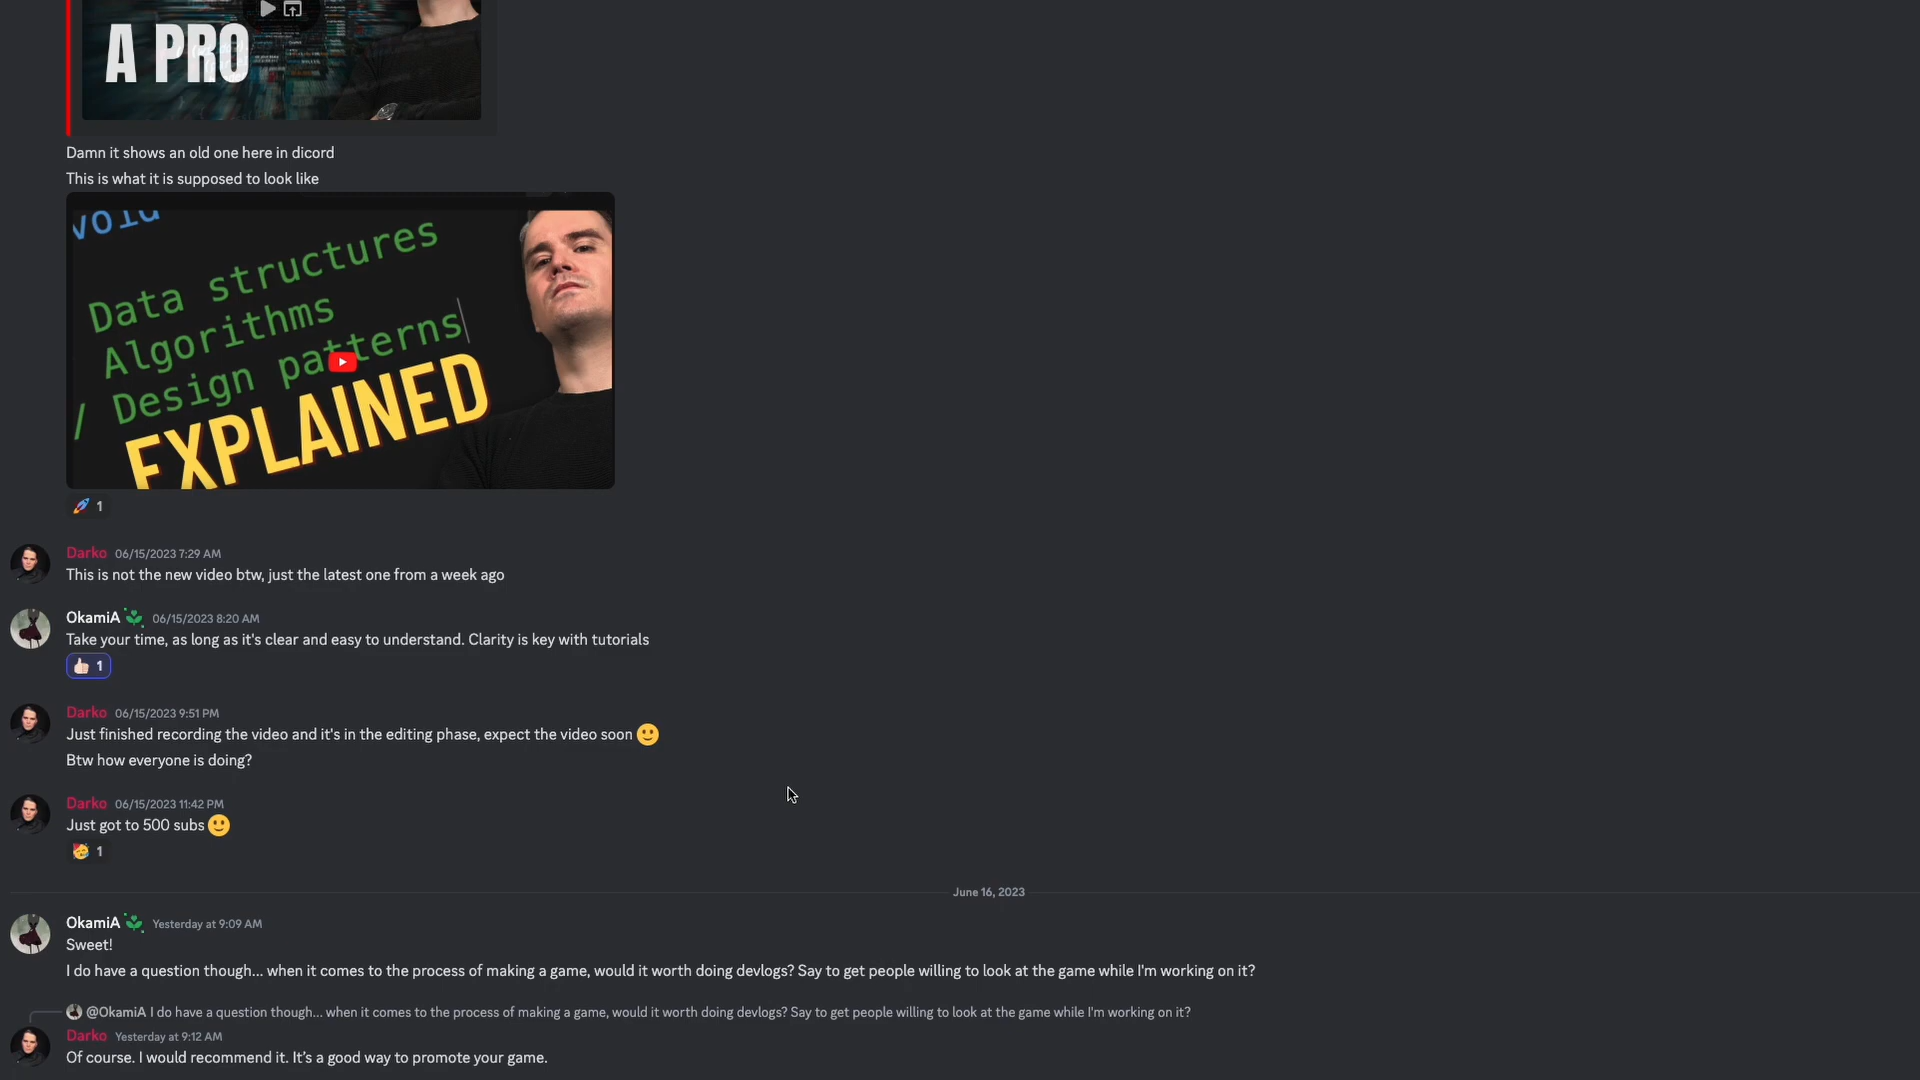 A PRO
Damn it shows an old one here in dicord
This is what it is supposed to look like
void
Data structures
Algorithms
/ Design patterns
EXPLAINED
1
Darko 06/15/2023 7:29 AM
This is not the new video btw, just the latest one from a week ago
OkamiA 06/15/2023 8:20 AM
Take your time, as long as it's clear and easy to understand. Clarity is key with tutorials
1
Darko 06/15/2023 9:51 PM
Just finished recording the video and it's in the editing phase, expect the video soon
Btw how everyone is doing?
Darko 06/15/2023 11:42 PM
Just got to 500 subs
1
June 16, 2023
OkamiA Yesterday at 9:09 AM
Sweet!
I do have a question though... when it comes to the process of making a game, would it worth doing devlogs? Say to get people willing to look at the game while I'm working on it?
@OkamiA I do have a question though... when it comes to the process of making a game, would it worth doing devlogs? Say to get people willing to look at the game while I'm working on it?
Darko Yesterday at 9:12 AM
Of course. I would recommend it. It's a good way to promote your game.